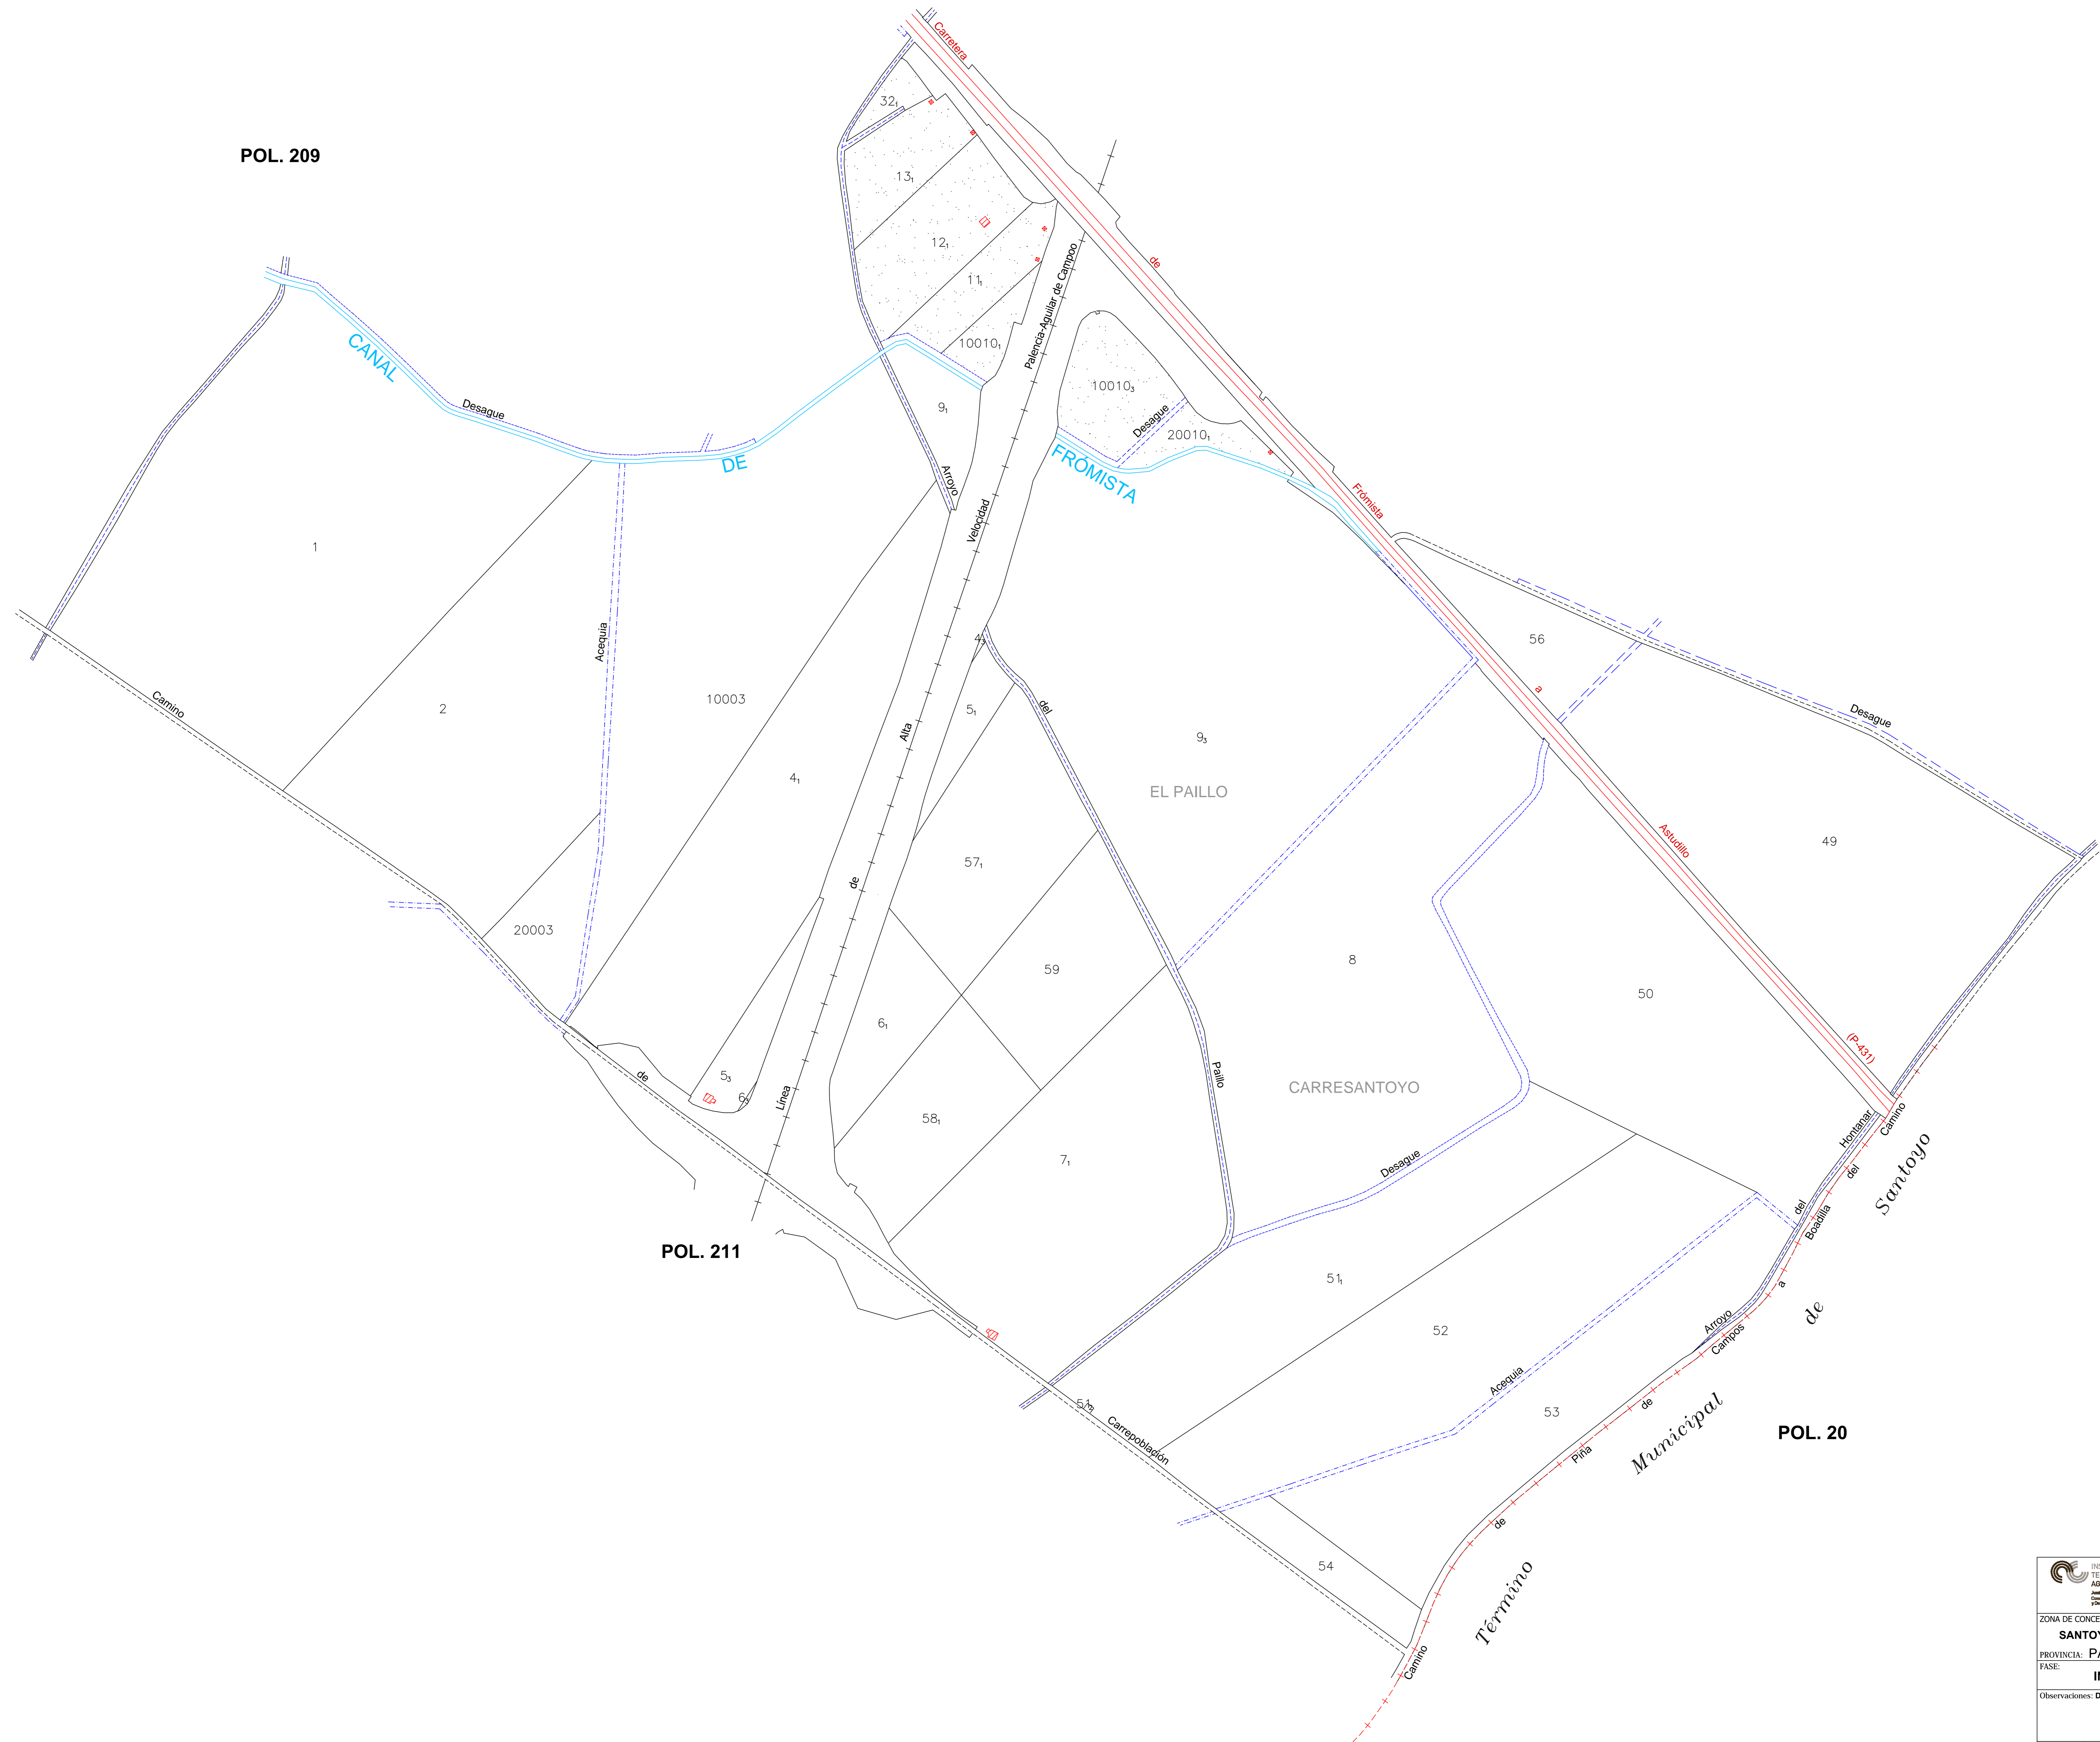 Carretera
32₁
POL. 209
13₁
12₁
de
11₁
Palencia-Aguilar de Campoo
CANAL
10010₁
10010₃
Desague
9₁
Desague
20010₁
DE
FRÓMISTA
Arroyo
Frómista
Velocidad
1
Acequia
4₃
56
a
Camino
2
10003
5₁
del
Desague
Alta
9₃
4₁
EL PAILLO
Astudillo
49
57₁
de
20003
59
8
50
6₁
(P-431)
de
5₃
6₃
Línea
Paillo
CARRESANTOYO
58₁
Hontanar
Camino
7₁
Desague
del
Santoyo
del
Boadilla
POL. 211
51₁
a
de
52
Arroyo
Campos
Acequia
51
de
53
Carrepoblación
Municipal
POL. 20
Piña
de
54
Término
Camino
ZONA DE CONCE
SANTOY
PROVINCIA: PA
FASE:
Observaciones: D